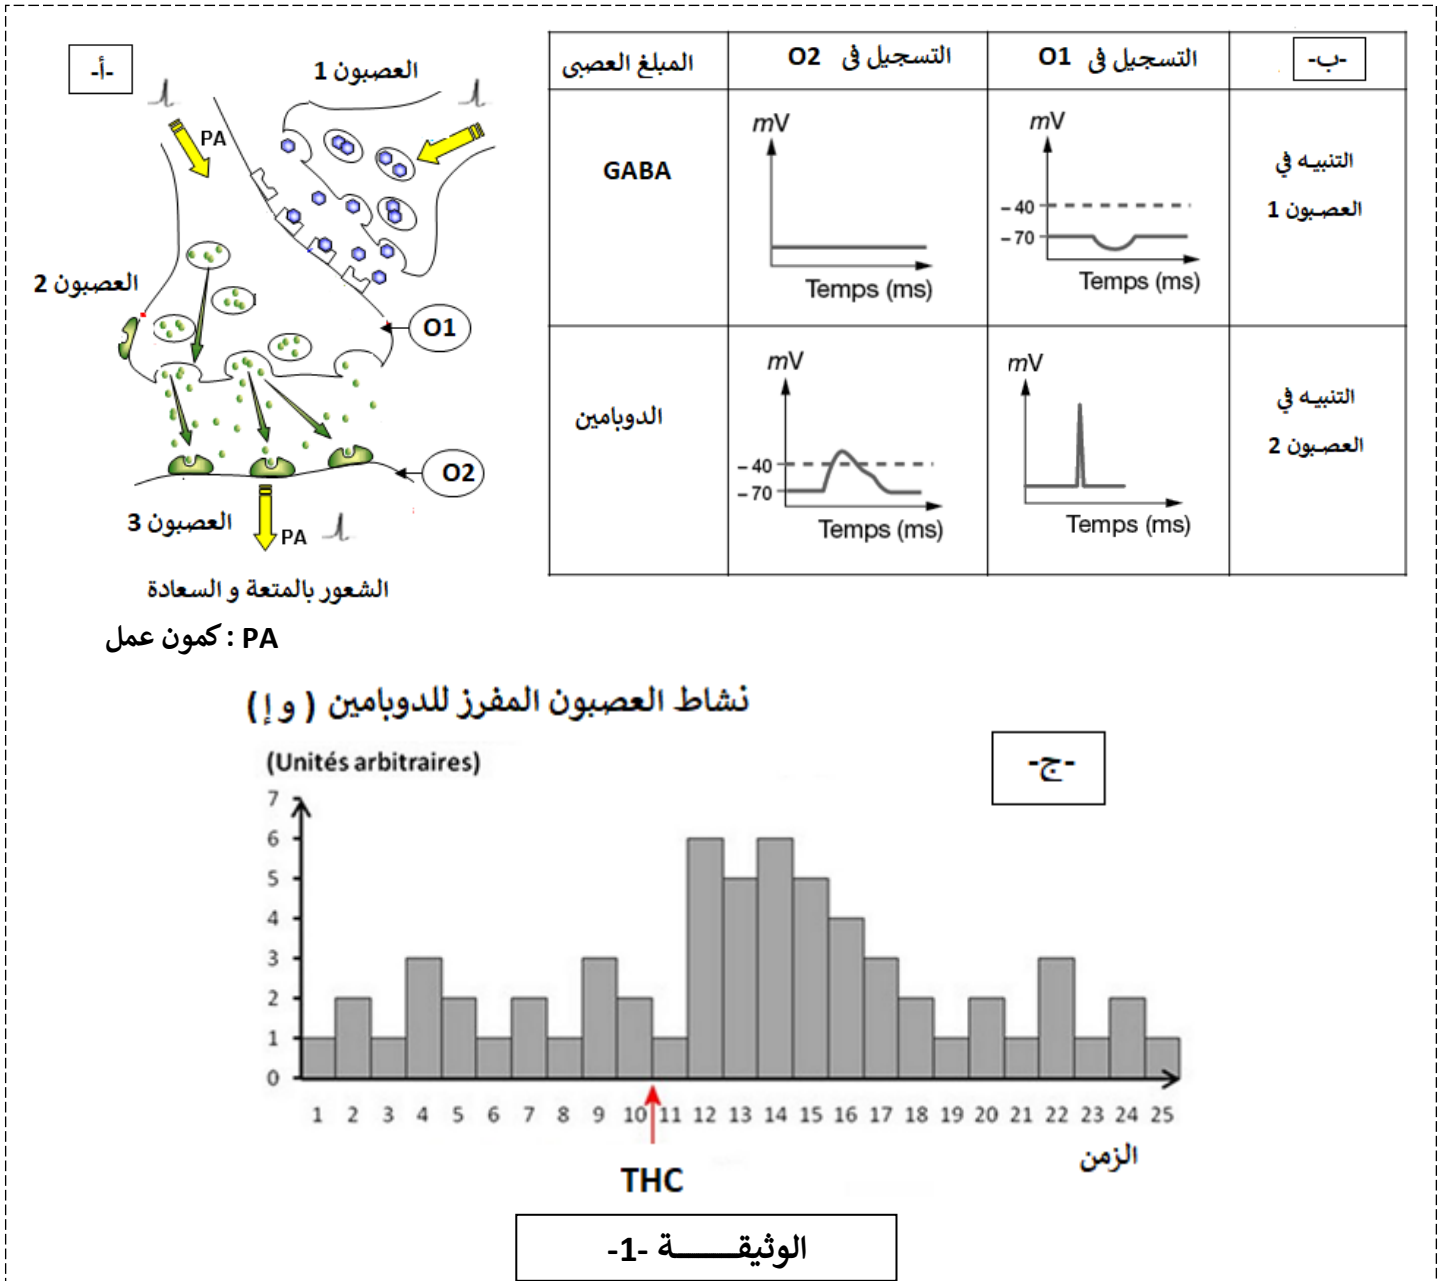 -أ-
العصبون 1
PA
العصبون 2
O1
O2
العصبون 3
PA
الشعور بالمتعة و السعادة
PA : كمون عمل
-ب-
التسجيل في O1
التسجيل في O2
المبلغ العصبي
التنبيه في
العصبون 1
mV
– 40
– 70
Temps (ms)
mV
Temps (ms)
GABA
التنبيه في
العصبون 2
mV
Temps (ms)
mV
– 40
– 70
Temps (ms)
الدوبامين
نشاط العصبون المفرز للدوبامين ( و إ )
(Unités arbitraires)
-ج-
7
6
5
4
3
2
1
0
1 2 3 4 5 6 7 8 9 10 11 12 13 14 15 16 17 18 19 20 21 22 23 24 25
الزمن
THC
الوثيقـــــــة -1-